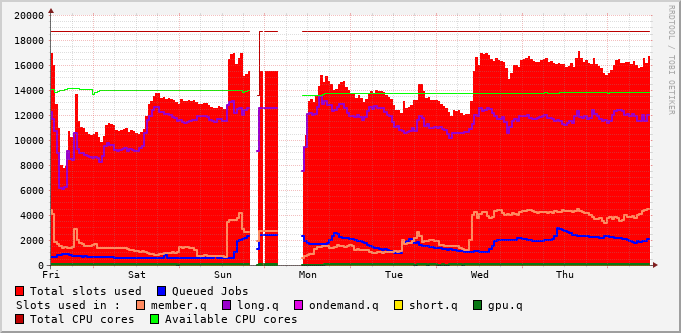 20000
18000
16000
14000
12000
10000
8000
6000
4000
2000
0
Fri Sat Sun Mon Tue Wed Thu
Total slots used Queued Jobs
Slots used in : member.q long.q ondemand.q short.q gpu.q
Total CPU cores Available CPU cores
RRDTOOL / TOBI OETIKER